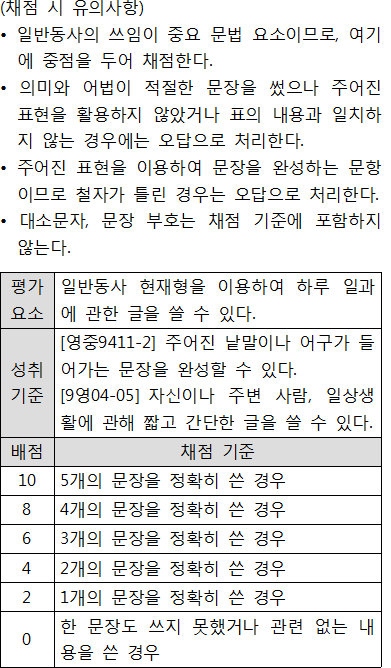 (채점 시 유의사항)
• 일반동사의 쓰임이 중요 문법 요소이므로, 여기
에 중점을 두어 채점한다.
• 의미와 어법이 적절한 문장을 썼으나 주어진
표현을 활용하지 않았거나 표의 내용과 일치하
지 않는 경우에는 오답으로 처리한다.
• 주어진 표현을 이용하여 문장을 완성하는 문항
이므로 철자가 틀린 경우는 오답으로 처리한다.
• 대소문자, 문장 부호는 채점 기준에 포함하지
않는다.
평가
요소
일반동사 현재형을 이용하여 하루 일과
에 관한 글을 쓸 수 있다.
성취
기준
[영중9411-2] 주어진 낱말이나 어구가 들
어가는 문장을 완성할 수 있다.
[9영04-05] 자신이나 주변 사람, 일상생
활에 관해 짧고 간단한 글을 쓸 수 있다.
배점 채점 기준
10 5개의 문장을 정확히 쓴 경우
8 4개의 문장을 정확히 쓴 경우
6 3개의 문장을 정확히 쓴 경우
4 2개의 문장을 정확히 쓴 경우
2 1개의 문장을 정확히 쓴 경우
0 한 문장도 쓰지 못했거나 관련 없는 내
용을 쓴 경우